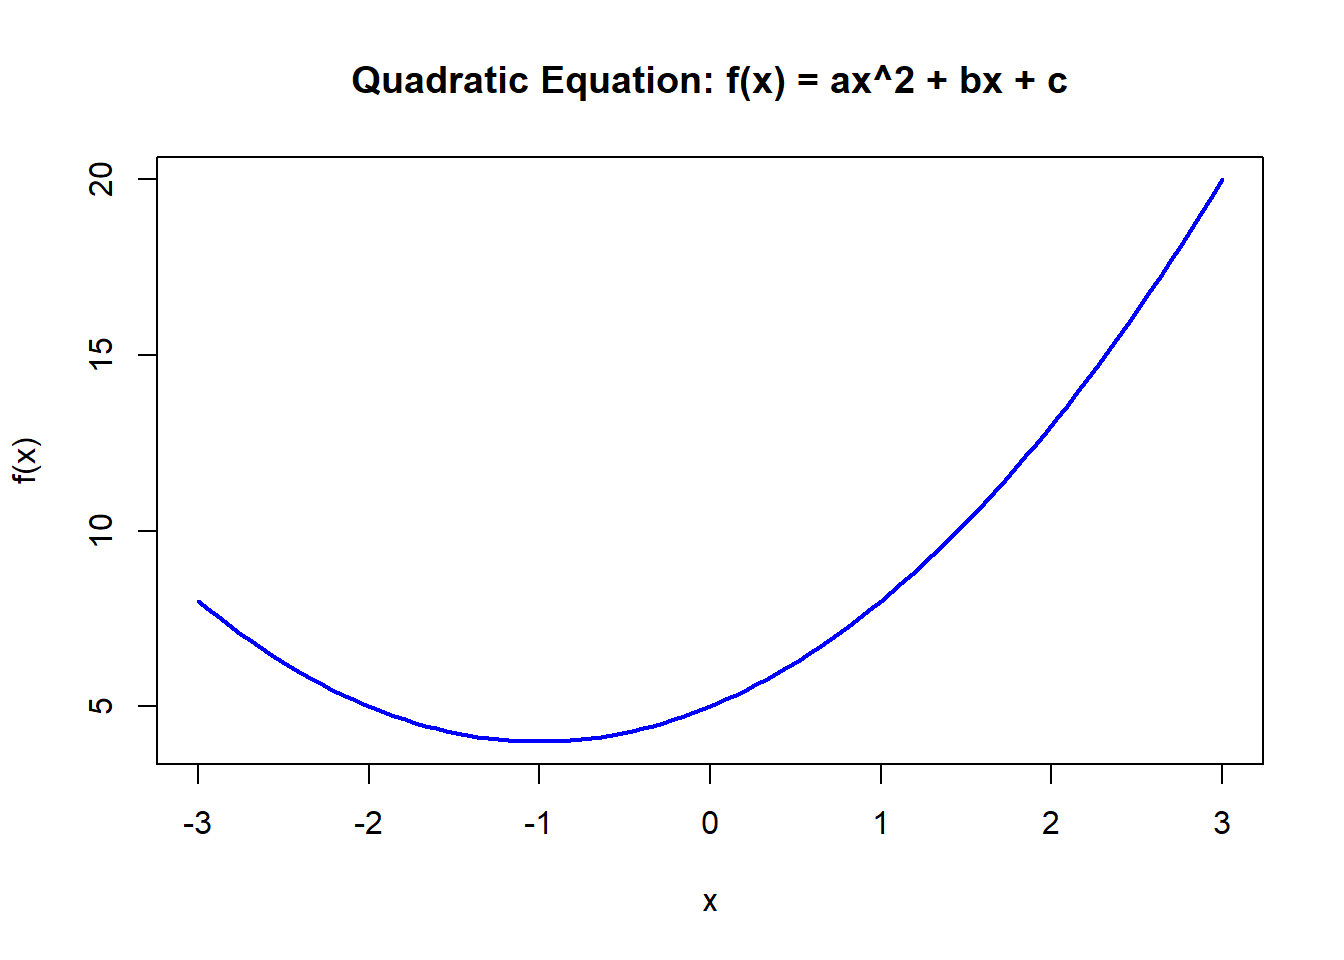 Quadratic Equation: f(x) = ax^2 + bx + c
20
15
10
5
f(x)
-3 -2 -1 0 1 2 3
x